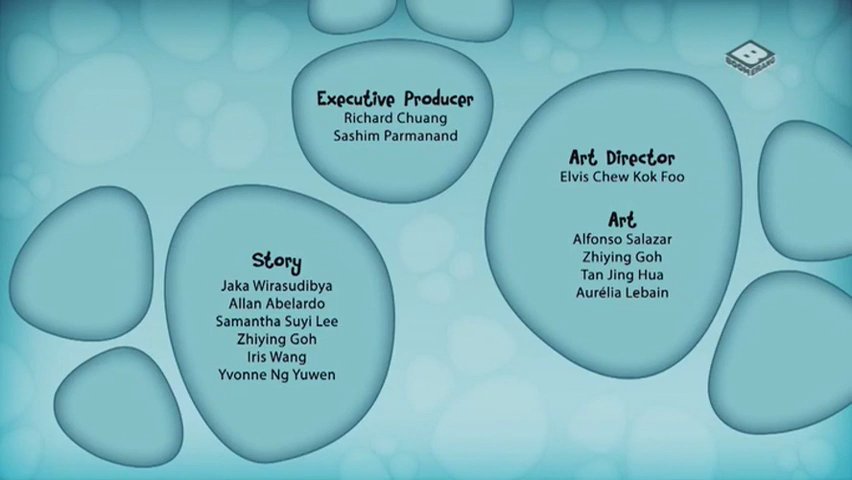 Executive Producer
Richard Chuang
Sashim Parmanand
BOOMERANG
Art Director
Elvis Chew Kok Foo
Art
Alfonso Salazar
Zhiying Goh
Tan Jing Hua
Aurélia Lebain
Story
Jaka Wirasudibya
Allan Abelardo
Samantha Suyi Lee
Zhiying Goh
Iris Wang
Yvonne Ng Yuwen